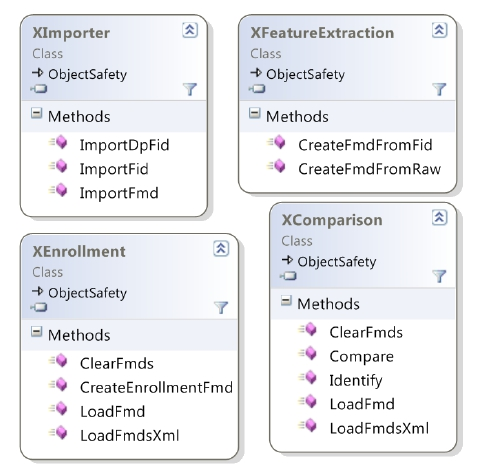 XImporter
Class
ObjectSafety
Methods
ImportDpFid
ImportFid
ImportFmd
XFeatureExtraction
Class
ObjectSafety
Methods
CreateFmdFromFid
CreateFmdFromRaw
XEnrollment
Class
ObjectSafety
Methods
ClearFmds
CreateEnrollmentFmd
LoadFmd
LoadFmdsXml
XComparison
Class
ObjectSafety
Methods
ClearFmds
Compare
Identify
LoadFmd
LoadFmdsXml